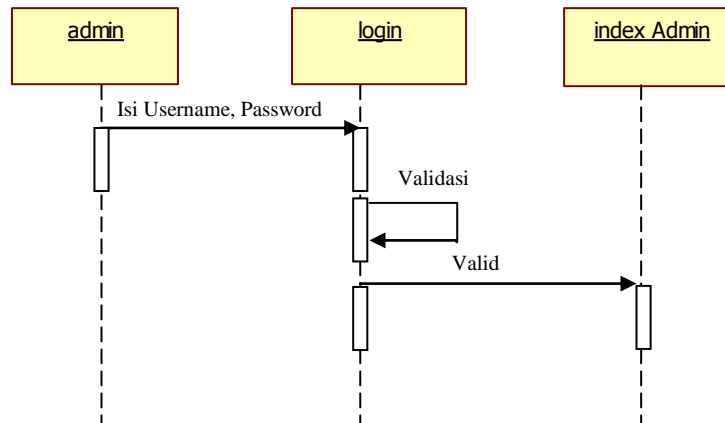 admin
login
index Admin
Isi Username, Password
Validasi
Valid